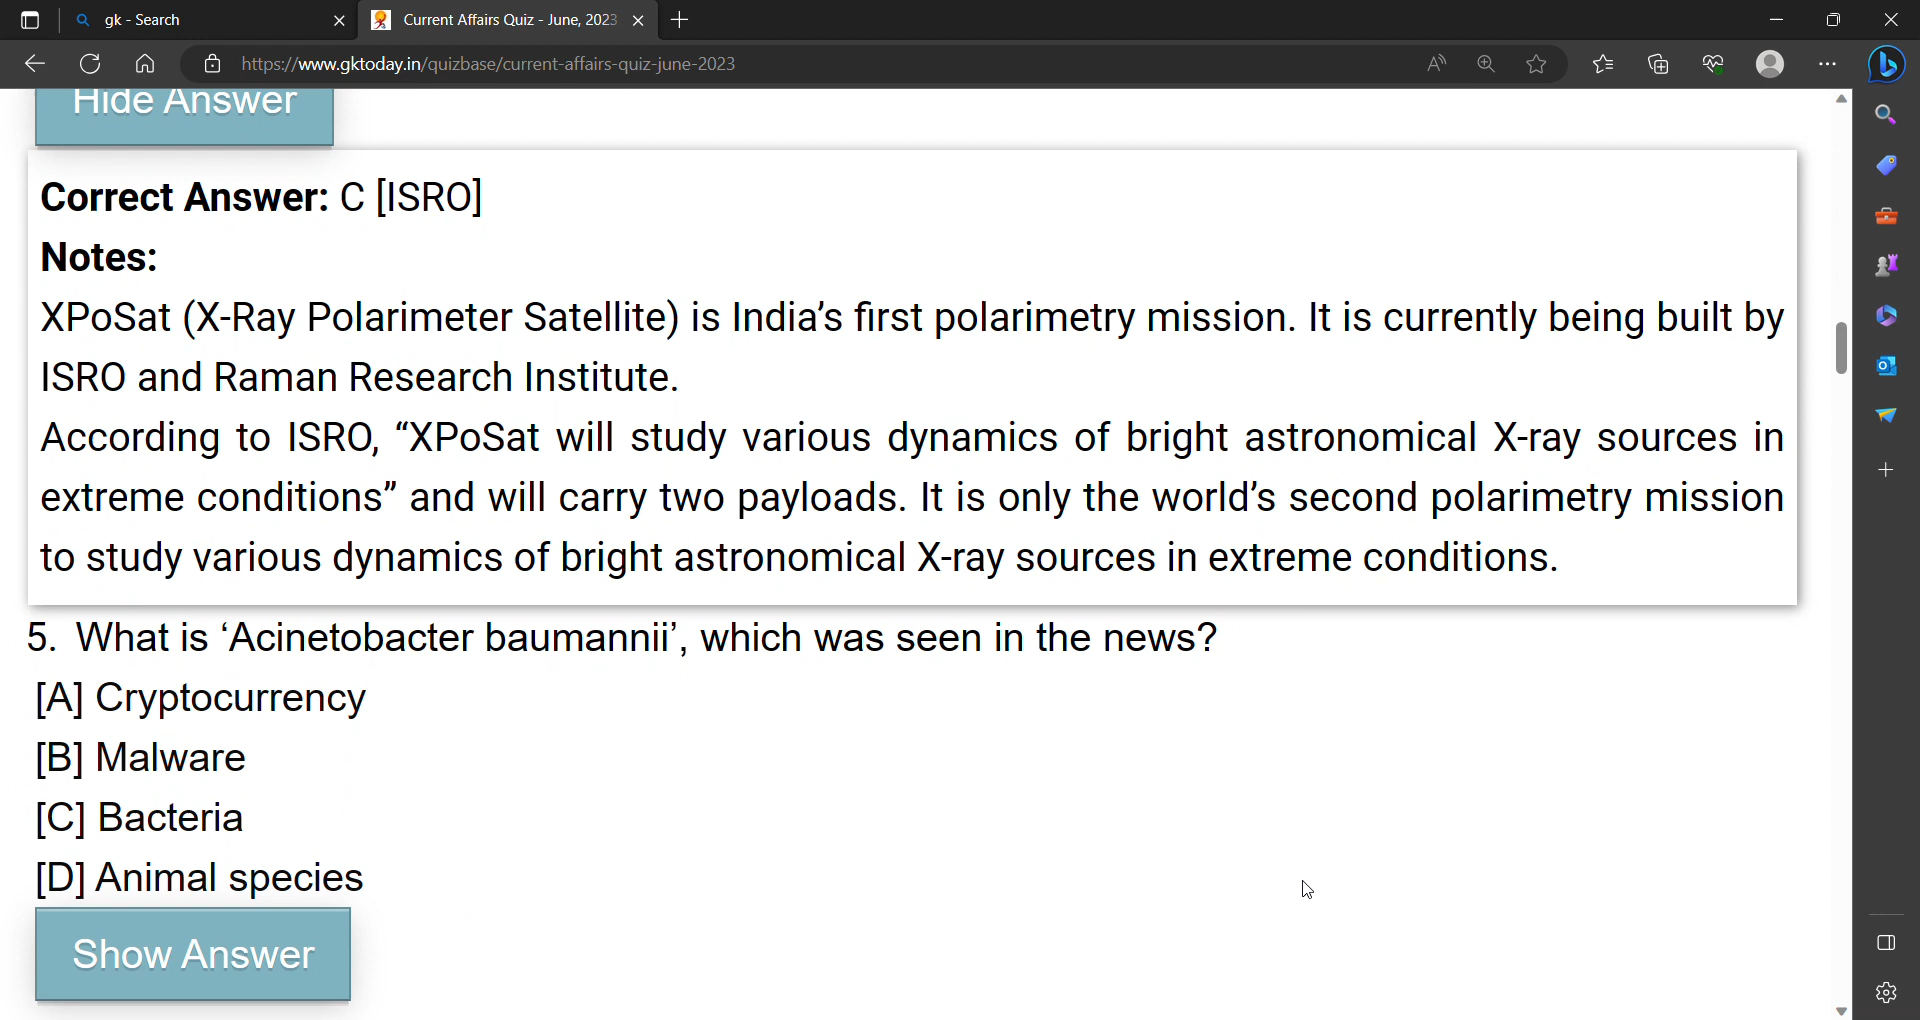 gk - Search
Current Affairs Quiz - June, 2023
https://www.gktoday.in/quizbase/current-affairs-quiz-june-2023
Hide Answer
Correct Answer: C [ISRO]
Notes:
XPoSat (X-Ray Polarimeter Satellite) is India’s first polarimetry mission. It is currently being built by
ISRO and Raman Research Institute.
According to ISRO, “XPoSat will study various dynamics of bright astronomical X-ray sources in
extreme conditions” and will carry two payloads. It is only the world’s second polarimetry mission
to study various dynamics of bright astronomical X-ray sources in extreme conditions.
5. What is ‘Acinetobacter baumannii’, which was seen in the news?
[A] Cryptocurrency
[B] Malware
[C] Bacteria
[D] Animal species
Show Answer